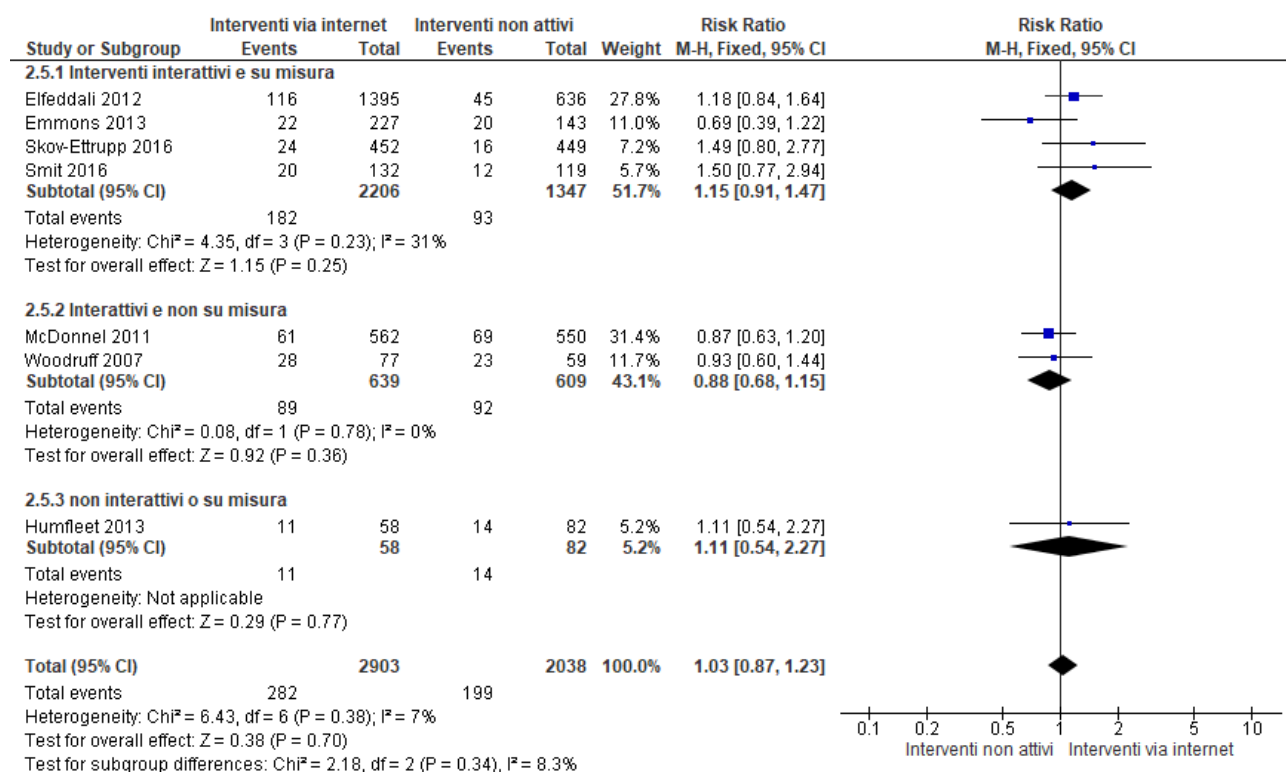 Interventi via internet Interventi non attivi Risk Ratio Risk Ratio
Study or Subgroup Events Total Events Total Weight M-H, Fixed, 95% CI M-H, Fixed, 95% CI
2.5.1 Interventi interattivi e su misura
Elfeddali 2012 116 1395 45 636 27.8% 1.18 [0.84, 1.64]
Emmons 2013 22 227 20 143 11.0% 0.69 [0.39, 1.22]
Skov-Ettrupp 2016 24 452 16 449 7.2% 1.49 [0.80, 2.77]
Smit 2016 20 132 12 119 5.7% 1.50 [0.77, 2.94]
Subtotal (95% CI) 2206 1347 51.7% 1.15 [0.91, 1.47]
Total events 182 93
Heterogeneity: Chi² = 4.35, df = 3 (P = 0.23); I² = 31%
Test for overall effect: Z = 1.15 (P = 0.25)
2.5.2 Interattivi e non su misura
McDonnel 2011 61 562 69 550 31.4% 0.87 [0.63, 1.20]
Woodruff 2007 28 77 23 59 11.7% 0.93 [0.60, 1.44]
Subtotal (95% CI) 639 609 43.1% 0.88 [0.68, 1.15]
Total events 89 92
Heterogeneity: Chi² = 0.08, df = 1 (P = 0.78); I² = 0%
Test for overall effect: Z = 0.92 (P = 0.36)
2.5.3 non interattivi o su misura
Humfleet 2013 11 58 14 82 5.2% 1.11 [0.54, 2.27]
Subtotal (95% CI) 58 82 5.2% 1.11 [0.54, 2.27]
Total events 11 14
Heterogeneity: Not applicable
Test for overall effect: Z = 0.29 (P = 0.77)
Total (95% CI) 2903 2038 100.0% 1.03 [0.87, 1.23]
Total events 282 199
Heterogeneity: Chi² = 6.43, df = 6 (P = 0.38); I² = 7%
Test for overall effect: Z = 0.38 (P = 0.70)
Test for subgroup differences: Chi² = 2.18, df = 2 (P = 0.34), I² = 8.3%
0.1 0.2 0.5 1 2 5 10
Interventi non attivi Interventi via internet